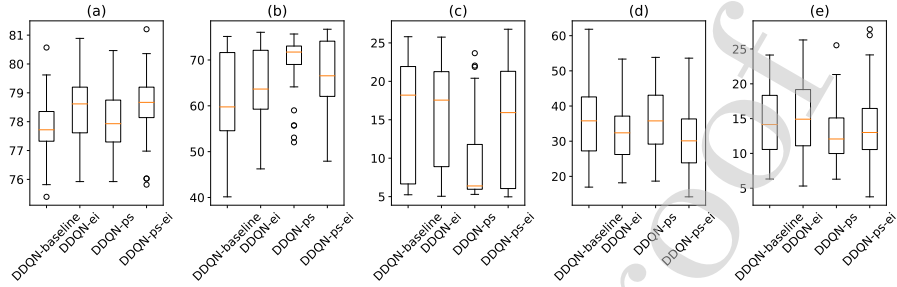 (a) (b) (c) (d) (e)
81 80 79 78 77 76
70 60 50 40
25 20 15 10 5
60 50 40 30 20
25 20 15 10 5
DDQN-baseline DDQN-ei DDQN-ps DDQN-ps-ei
DDQN-baseline DDQN-ei DDQN-ps DDQN-ps-ei
DDQN-baseline DDQN-ei DDQN-ps DDQN-ps-ei
DDQN-baseline DDQN-ei DDQN-ps DDQN-ps-ei
DDQN-baseline DDQN-ei DDQN-ps DDQN-ps-ei
roof